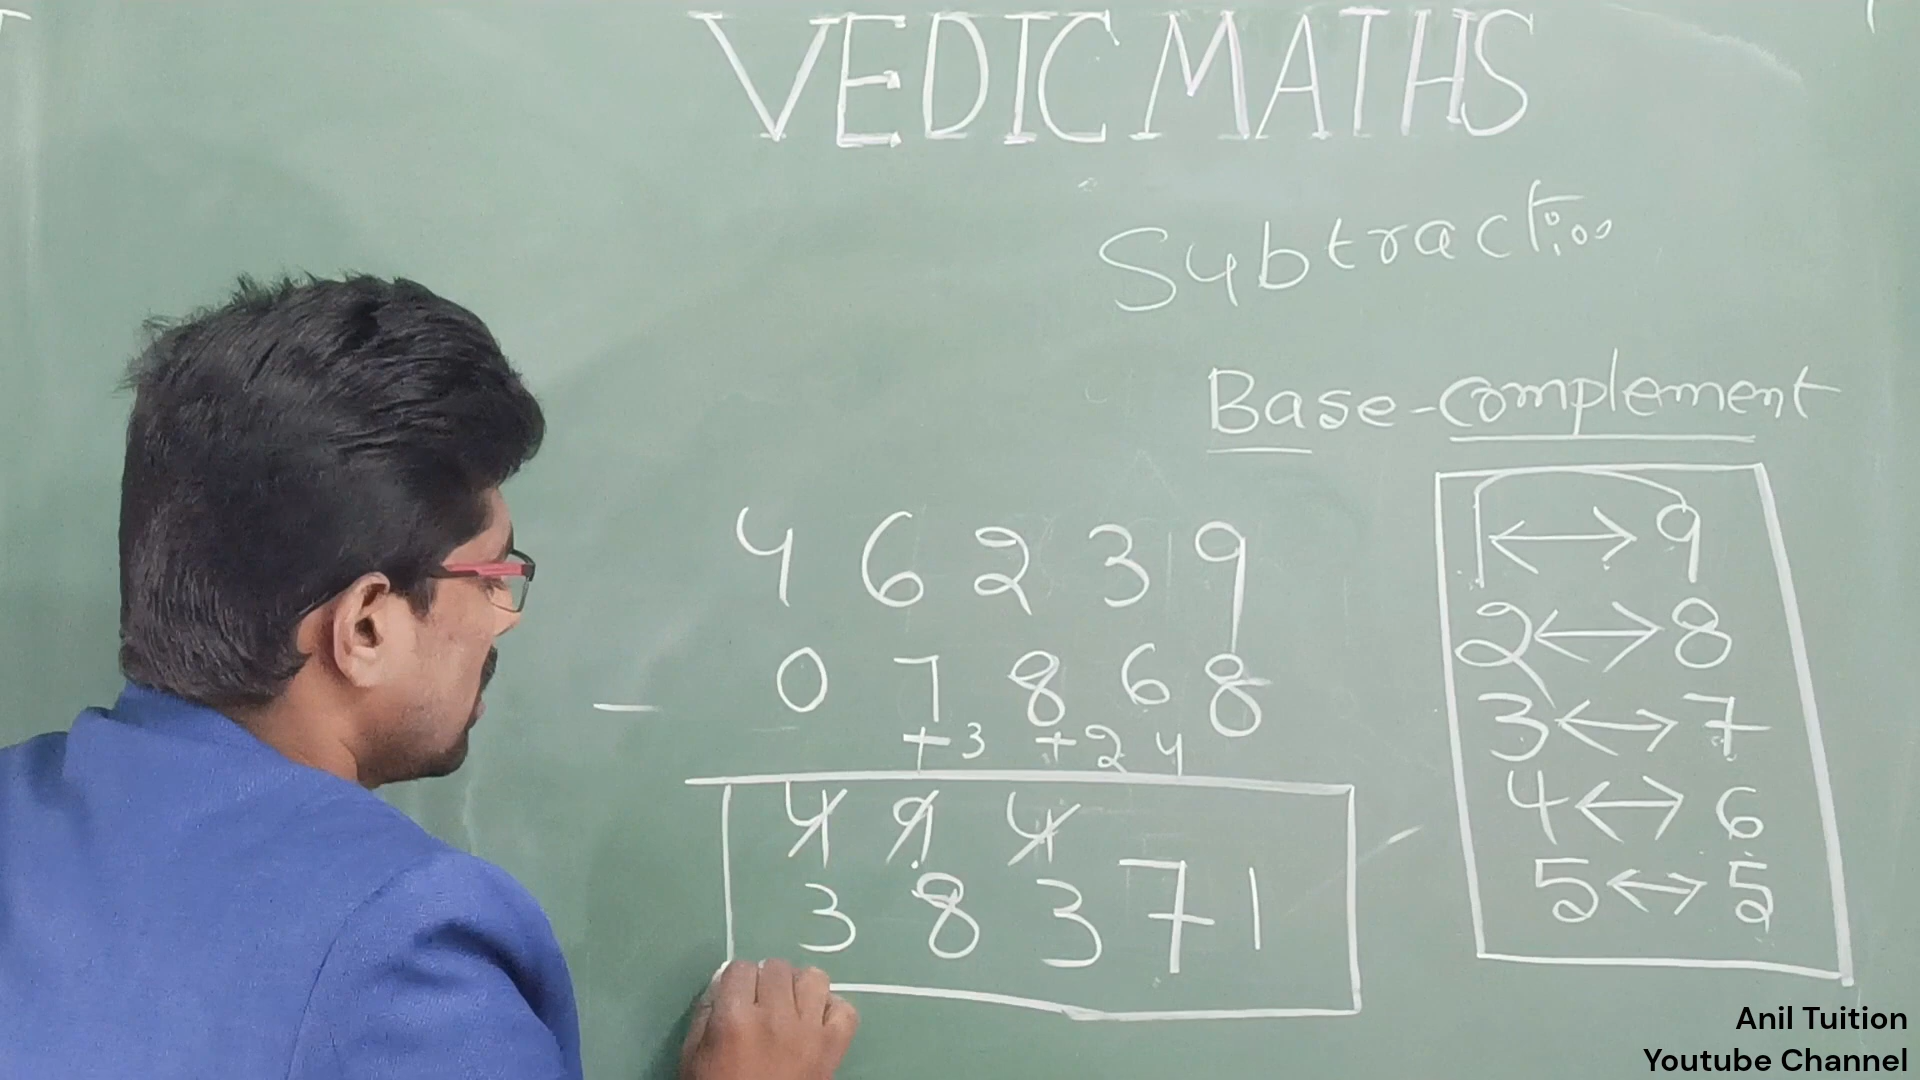 VEDIC MATHS
Subtraction
Base-complement
4 6 2 3 9
- 0 7 8 6 8
+3 +2 4
4 9 4
3 8 3 7 1
1 ↔ 9
2 ↔ 8
3 ↔ 7
4 ↔ 6
5 ↔ 5
Anil Tuition
Youtube Channel